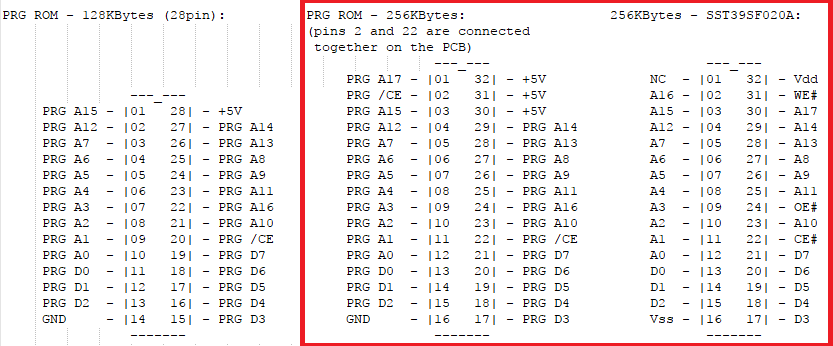 PRG ROM - 128KBytes (28pin):    PRG ROM - 256KBytes:    256KBytes - SST39SF020A:
(pins 2 and 22 are connected
together on the PCB)
---_---    ---_---
PRG A17 - |01 32| - +5V    NC - |01 32| - Vdd
PRG /CE - |02 31| - +5V    A16 - |02 31| - WE#
---_---    PRG A15 - |03 30| - +5V    A15 - |03 30| - A17
PRG A15 - |01 28| - +5V    PRG A12 - |04 29| - PRG A14    A12 - |04 29| - A14
PRG A12 - |02 27| - PRG A14    PRG A7 - |05 28| - PRG A13    A7 - |05 28| - A13
PRG A7 - |03 26| - PRG A13    PRG A6 - |06 27| - PRG A8    A6 - |06 27| - A8
PRG A6 - |04 25| - PRG A8    PRG A5 - |07 26| - PRG A9    A5 - |07 26| - A9
PRG A5 - |05 24| - PRG A9    PRG A4 - |08 25| - PRG A11    A4 - |08 25| - A11
PRG A4 - |06 23| - PRG A11    PRG A3 - |09 24| - PRG A16    A3 - |09 24| - OE#
PRG A3 - |07 22| - PRG A16    PRG A2 - |10 23| - PRG A10    A2 - |10 23| - A10
PRG A2 - |08 21| - PRG A10    PRG A1 - |11 22| - PRG /CE    A1 - |11 22| - CE#
PRG A1 - |09 20| - PRG /CE    PRG A0 - |12 21| - PRG D7    A0 - |12 21| - D7
PRG A0 - |10 19| - PRG D7    PRG D0 - |13 20| - PRG D6    D0 - |13 20| - D6
PRG D0 - |11 18| - PRG D6    PRG D1 - |14 19| - PRG D5    D1 - |14 19| - D5
PRG D1 - |12 17| - PRG D5    PRG D2 - |15 18| - PRG D4    D2 - |15 18| - D4
PRG D2 - |13 16| - PRG D4    GND - |16 17| - PRG D3    Vss - |16 17| - D3
GND - |14 15| - PRG D3    -------    -------
-------